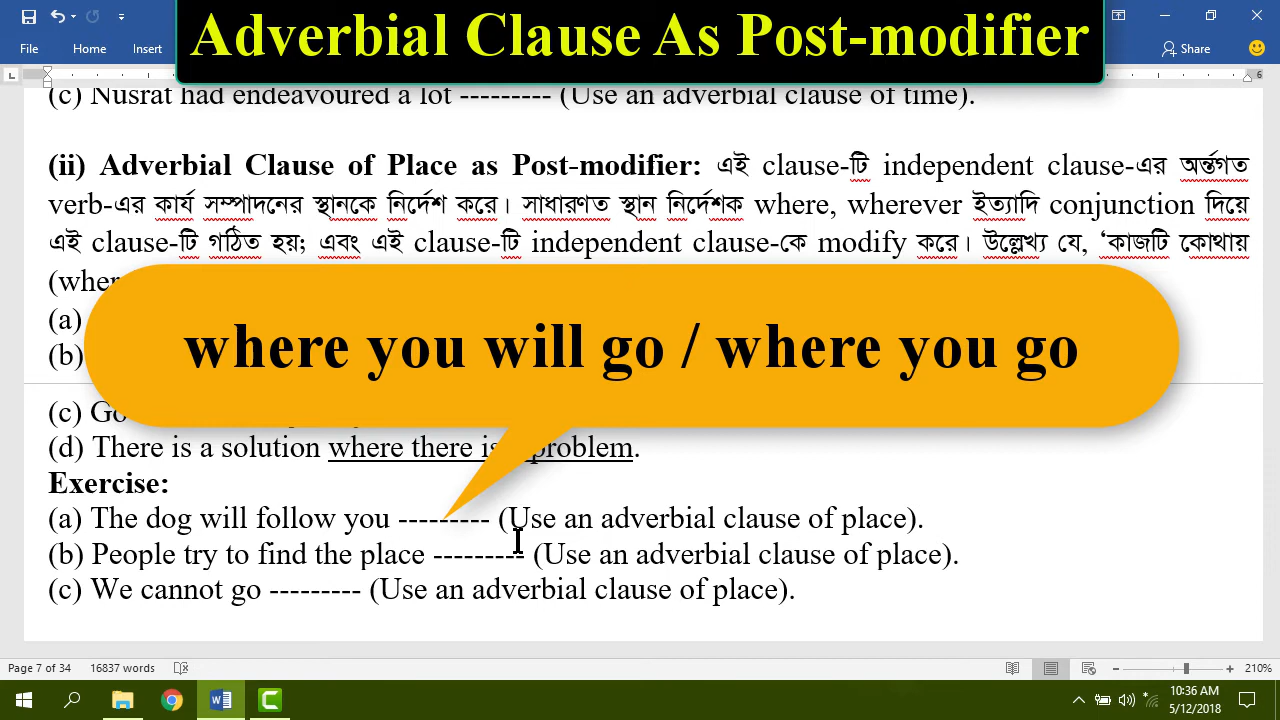 Adverbial Clause As Post-modifier
File Home Insert Share
6
(c) Nusrat had endeavoured a lot --------- (Use an adverbial clause of time).
(ii) Adverbial Clause of Place as Post-modifier: এই clause-টি independent clause-এর অর্ন্তগত
verb-এর কার্য সম্পাদনের স্থানকে নির্দেশ করে। সাধারণত স্থান নির্দেশক where, wherever ইত্যাদি conjunction দিয়ে
এই clause-টি গঠিত হয়; এবং এই clause-টি independent clause-কে modify করে। উল্লেখ্য যে, ‘কাজটি কোথায়
(where
where you will go / where you go
(a)
(b)
(c) Go
(d) There is a solution where there is problem.
Exercise:
(a) The dog will follow you --------- (Use an adverbial clause of place).
(b) People try to find the place --------- (Use an adverbial clause of place).
(c) We cannot go --------- (Use an adverbial clause of place).
Page 7 of 34 16837 words 210%
10:36 AM
5/12/2018